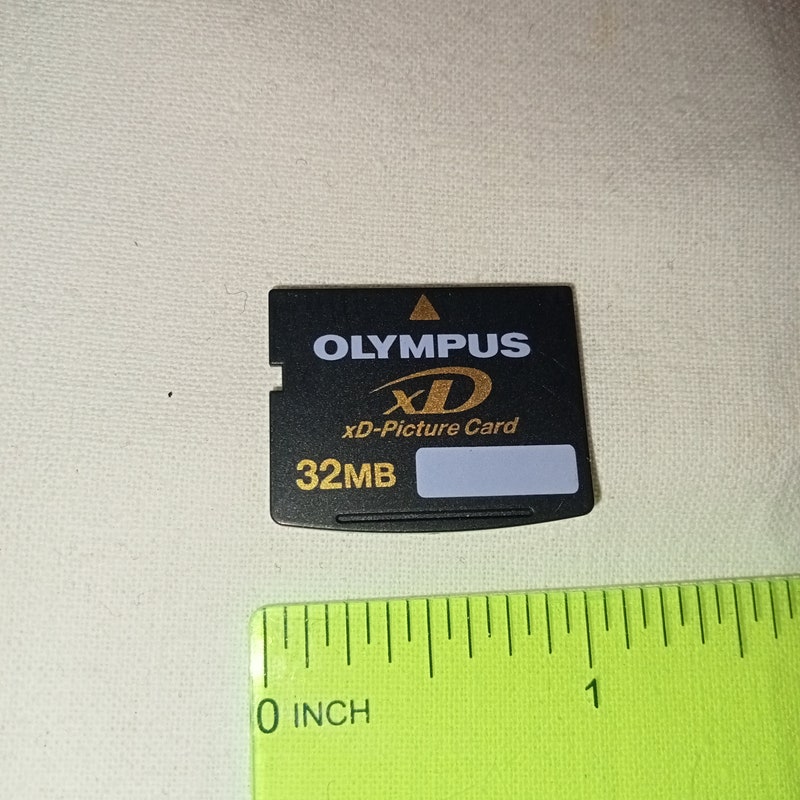 OLYMPUS
xD
xD-Picture Card
32MB
0 INCH
1